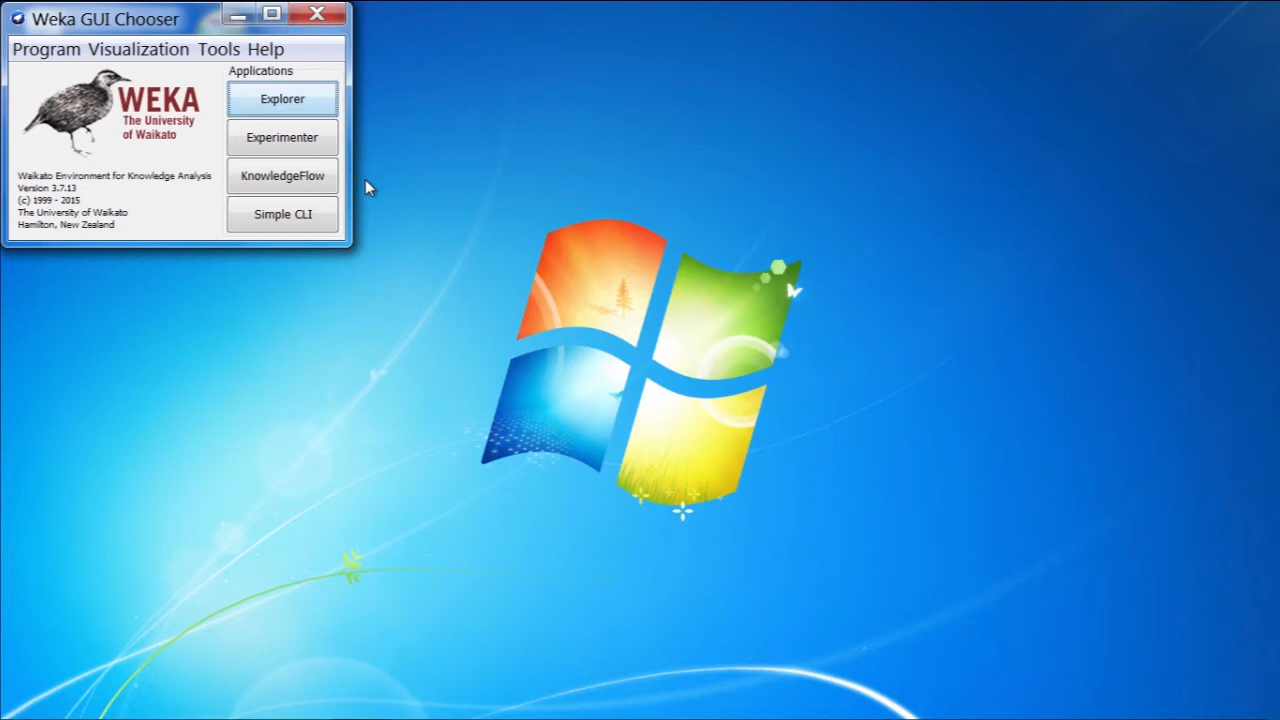 Weka GUI Chooser
Program Visualization Tools Help
Applications
Explorer
WEKA
The University
of Waikato
Experimenter
KnowledgeFlow
Waikato Environment for Knowledge Analysis
Version 3.7.13
(c) 1999 - 2015
The University of Waikato
Hamilton, New Zealand
Simple CLI